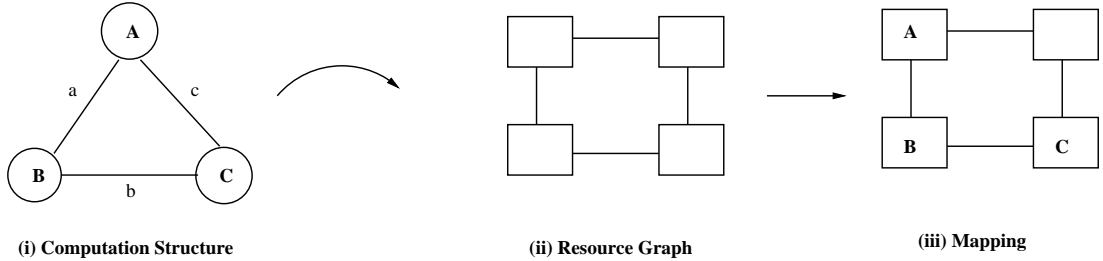 A
a
c
B
C
b
(i) Computation Structure
(ii) Resource Graph
A
B
C
(iii) Mapping